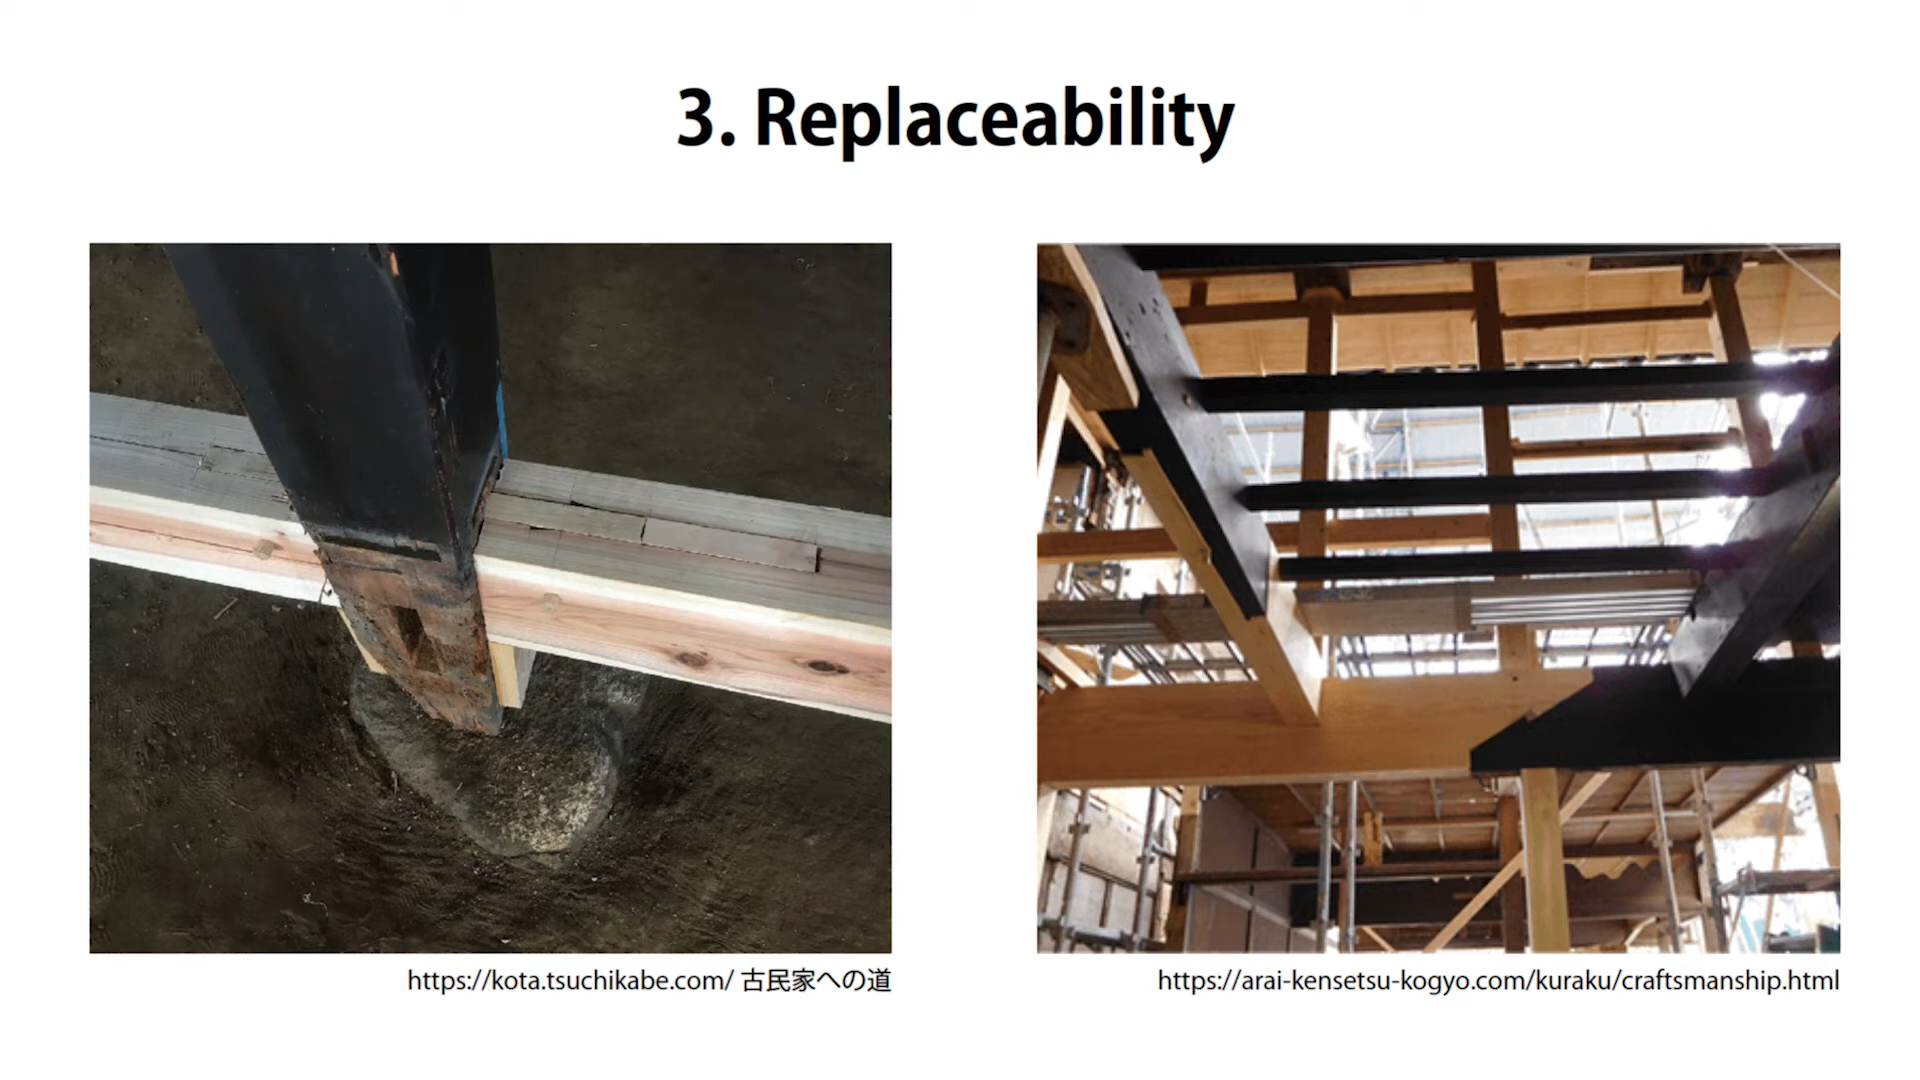 3. Replaceability
https://kota.tsuchikabe.com/ 古民家への道
https://arai-kensetsu-kogyo.com/kuraku/craftsmanship.html